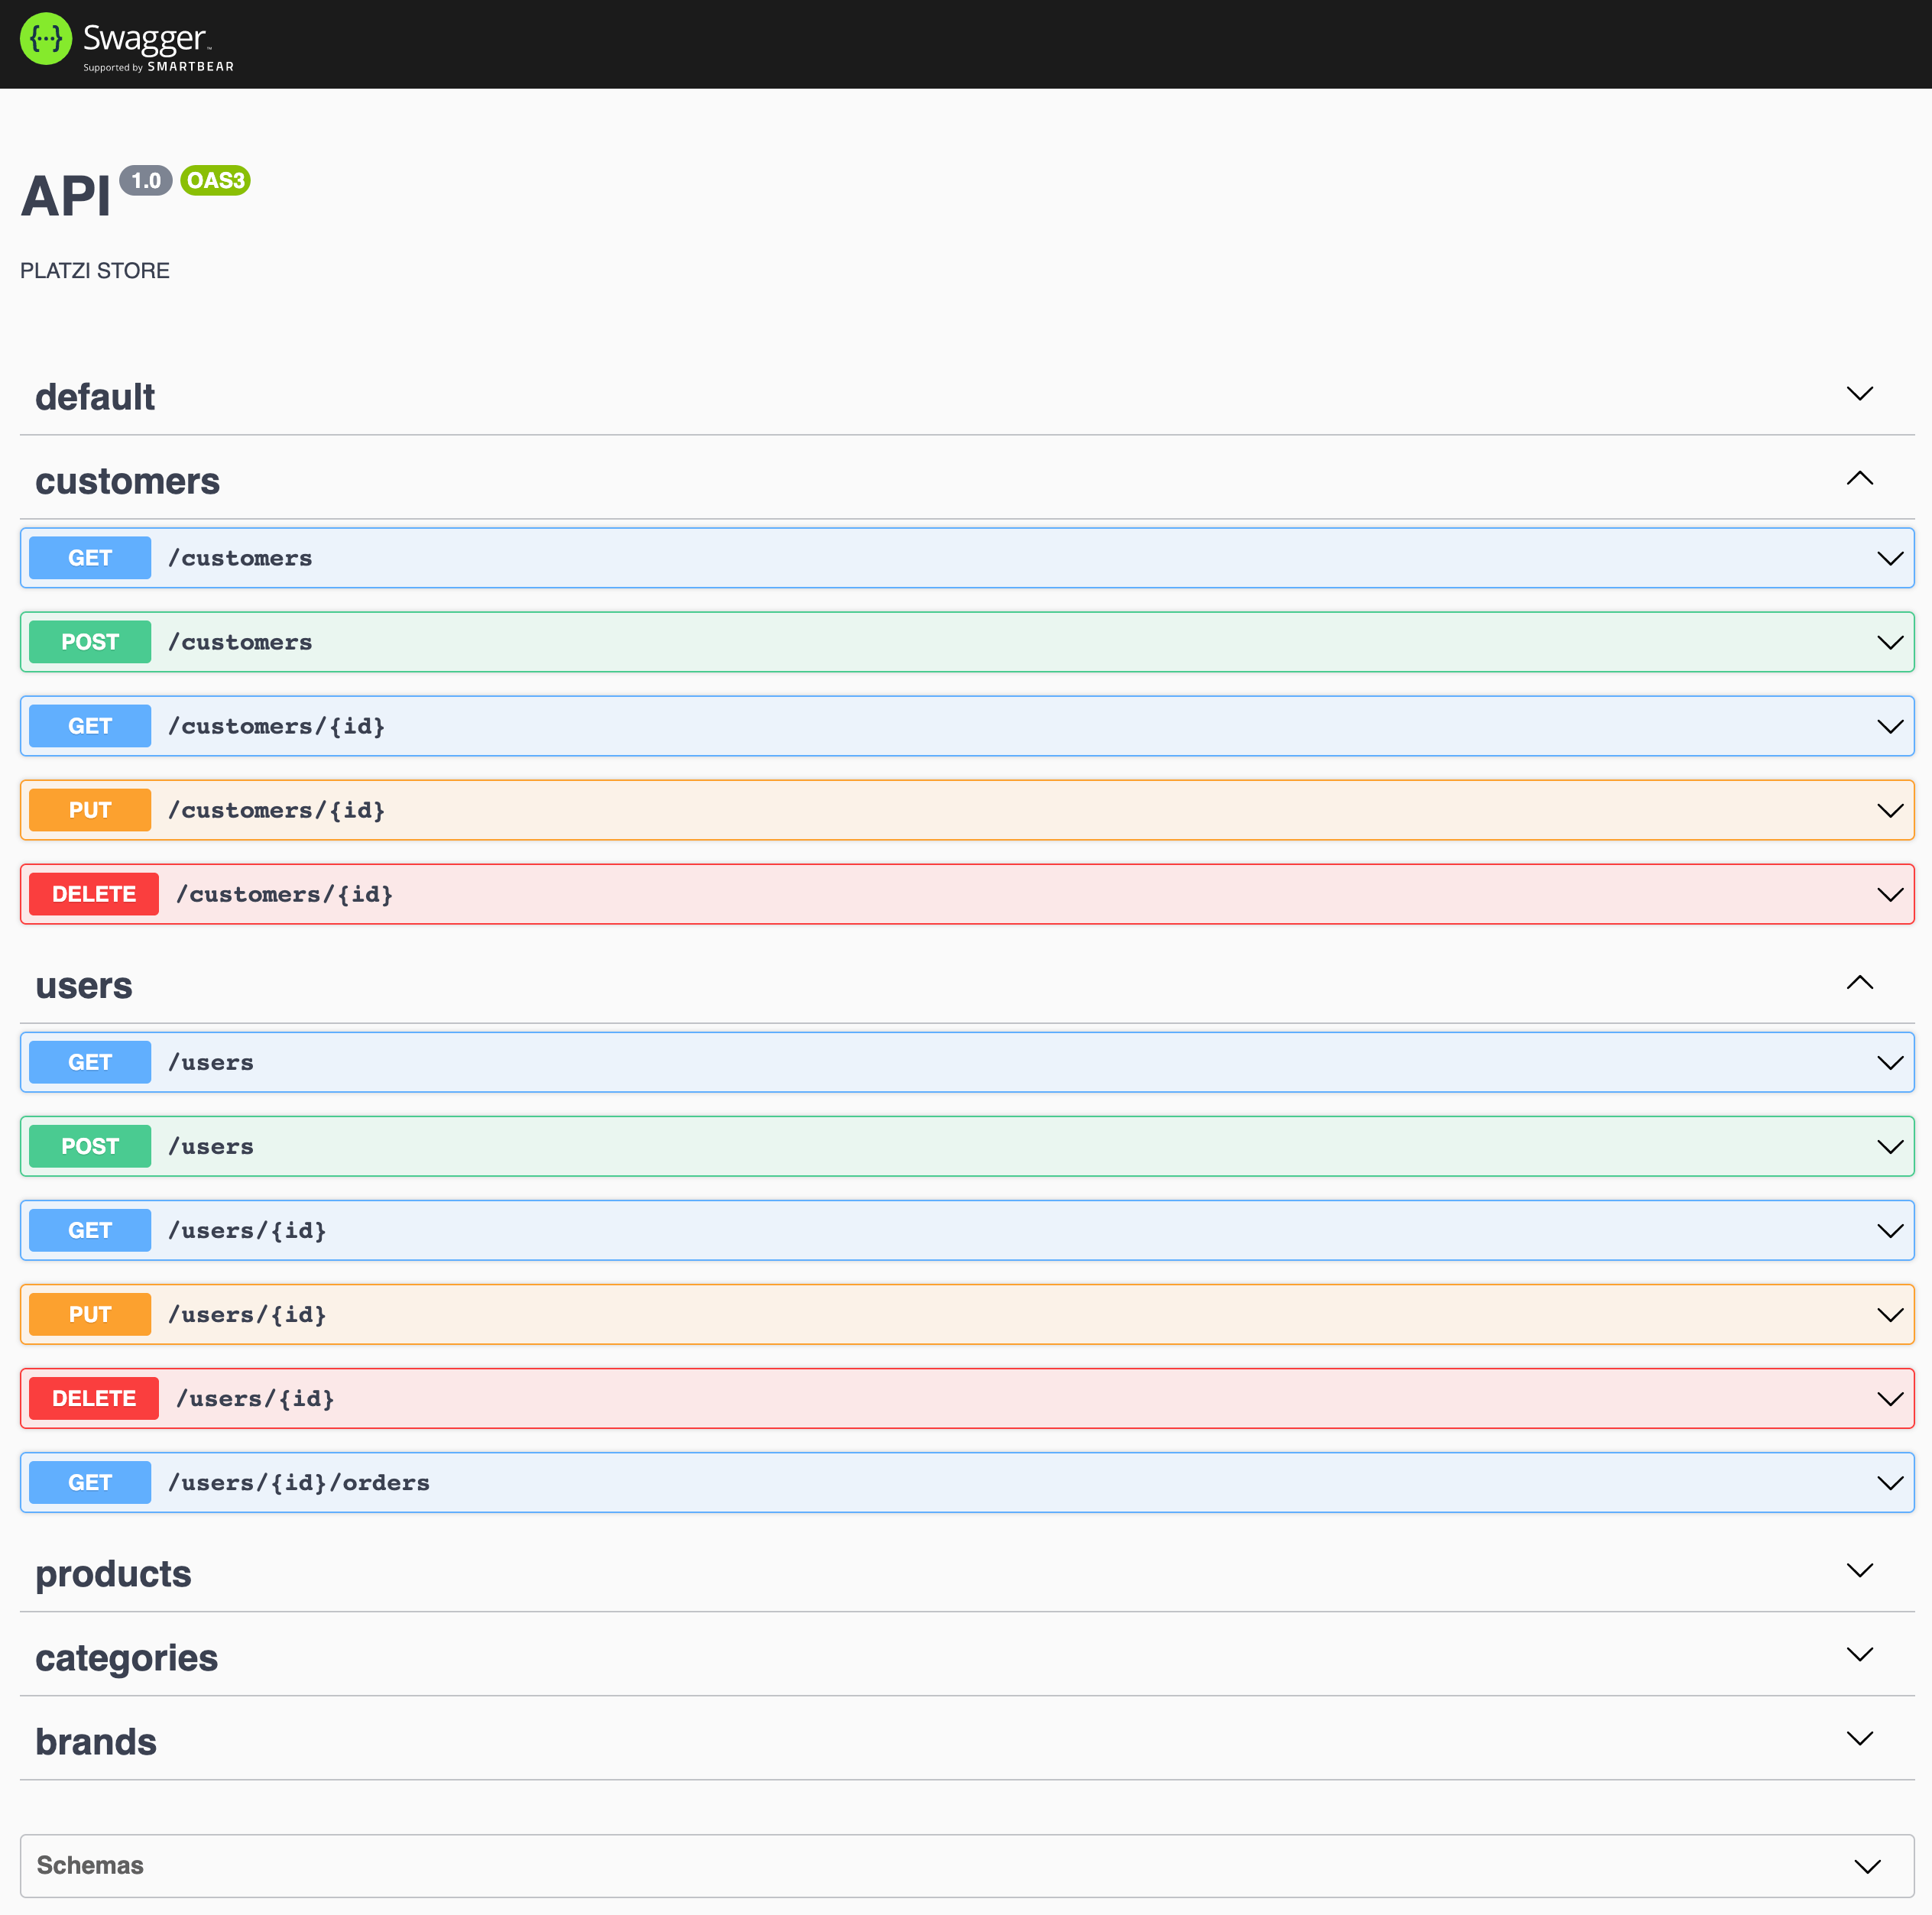 {···} Swagger™
Supported by SMARTBEAR
API 1.0 OAS3
PLATZI STORE
default
customers
GET /customers
POST /customers
GET /customers/{id}
PUT /customers/{id}
DELETE /customers/{id}
users
GET /users
POST /users
GET /users/{id}
PUT /users/{id}
DELETE /users/{id}
GET /users/{id}/orders
products
categories
brands
Schemas